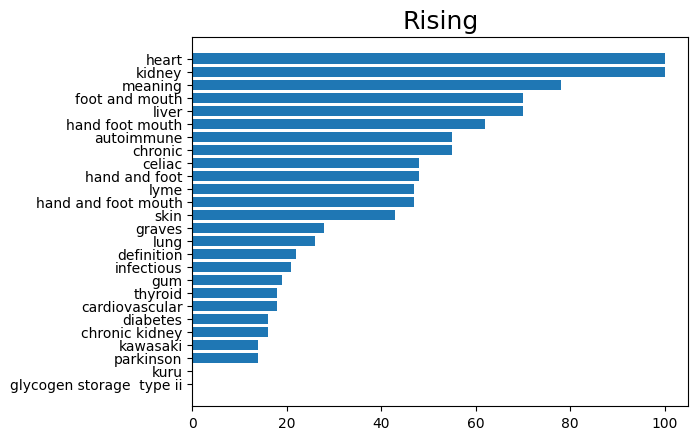 Rising
heart
kidney
meaning
foot and mouth
liver
hand foot mouth
autoimmune
chronic
celiac
hand and foot
lyme
hand and foot mouth
skin
graves
lung
definition
infectious
gum
thyroid
cardiovascular
diabetes
chronic kidney
kawasaki
parkinson
kuru
glycogen storage  type ii
0 20 40 60 80 100